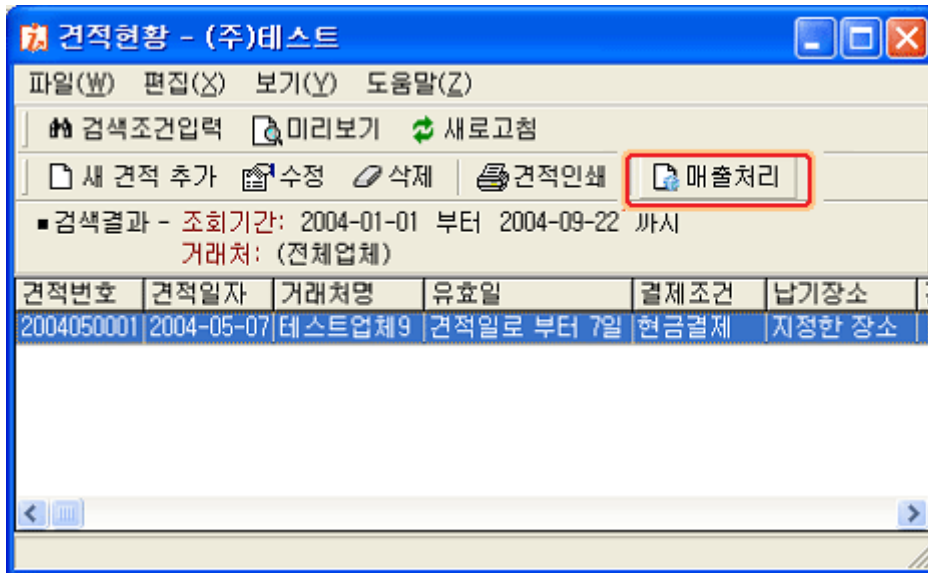 견적현황 - (주)테스트
파일(W) 편집(X) 보기(Y) 도움말(Z)
검색조건입력 미리보기 새로고침
새 견적 추가 수정 삭제 견적인쇄 매출처리
■검색결과 - 조회기간: 2004-01-01 부터 2004-09-22 까지
거래처: (전체업체)
견적번호 견적일자 거래처명 유효일 결제조건 납기장소
2004050001 2004-05-07 테스트업체9 견적일로 부터 7일 현금결제 지정한 장소